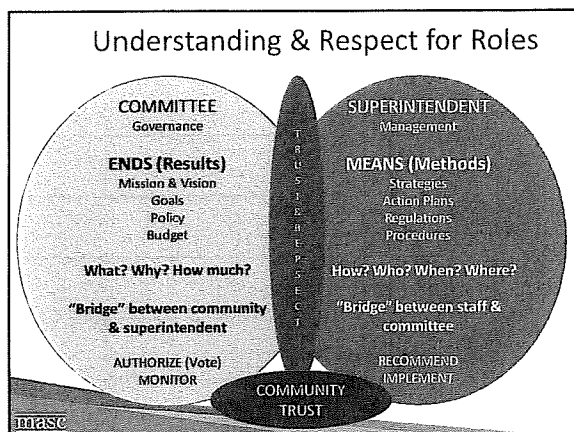 Understanding & Respect for Roles
COMMITTEE
Governance
ENDS (Results)
Mission & Vision
Goals
Policy
Budget
What? Why? How much?
"Bridge" between community
& superintendent
AUTHORIZE (Vote)
MONITOR
TRUST&REPSECT
SUPERINTENDENT
Management
MEANS (Methods)
Strategies
Action Plans
Regulations
Procedures
How? Who? When? Where?
"Bridge" between staff &
committee
RECOMMEND
IMPLEMENT
COMMUNITY
TRUST
masc